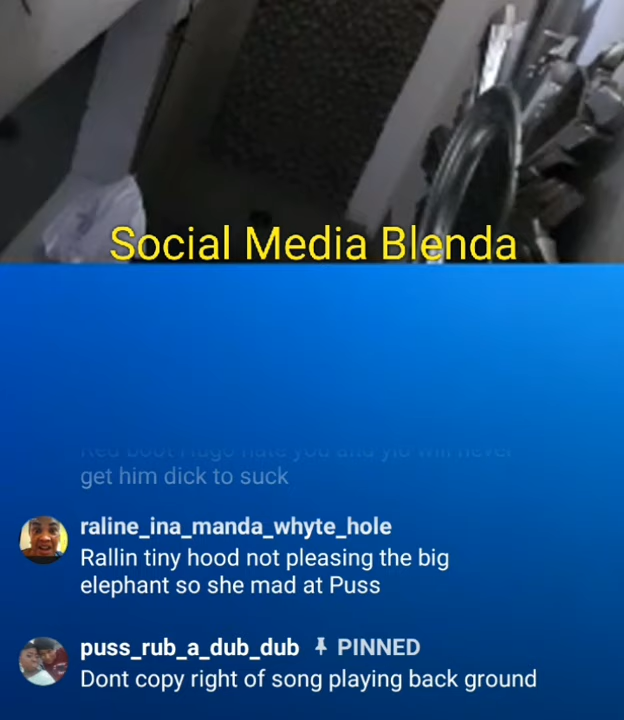 Social Media Blenda
get him dick to suck
raline_ina_manda_whyte_hole
Rallin tiny hood not pleasing the big
elephant so she mad at Puss
puss_rub_a_dub_dub PINNED
Dont copy right of song playing back ground